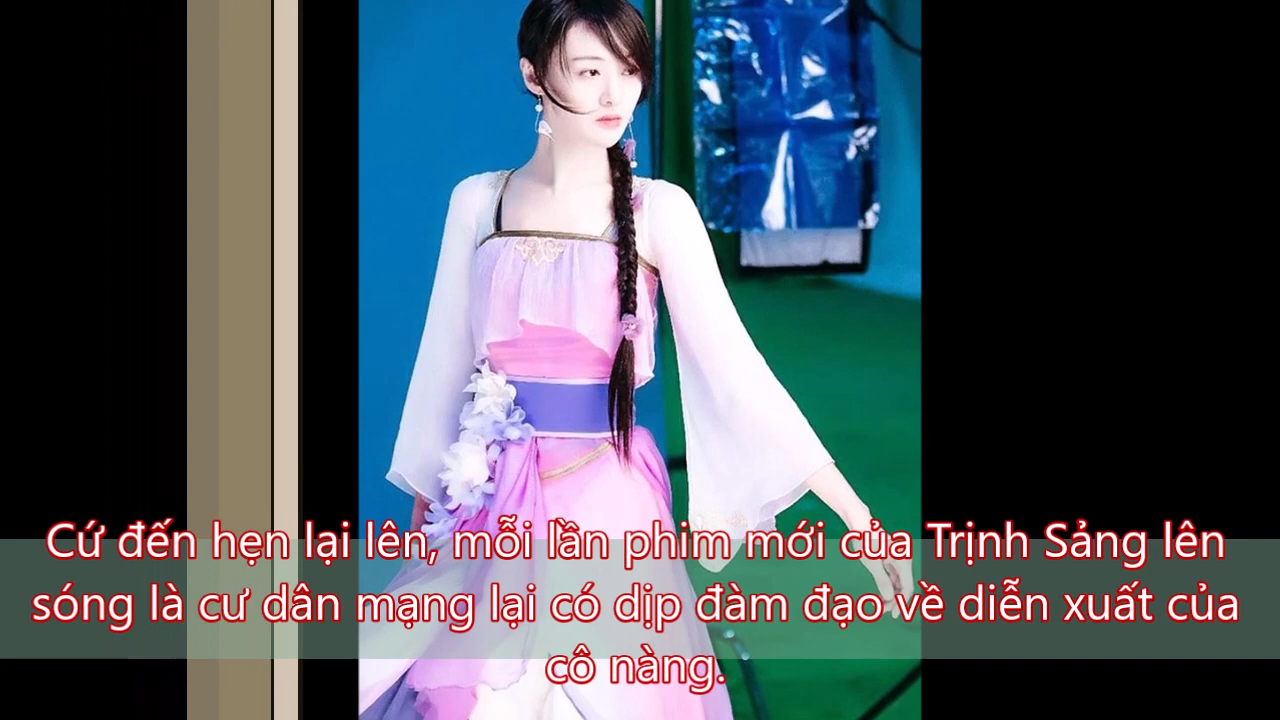 Cứ đến hẹn lại lên, mỗi lần phim mới của Trịnh Sảng lên
sóng là cư dân mạng lại có dịp đàm đạo về diễn xuất của
cô nàng.